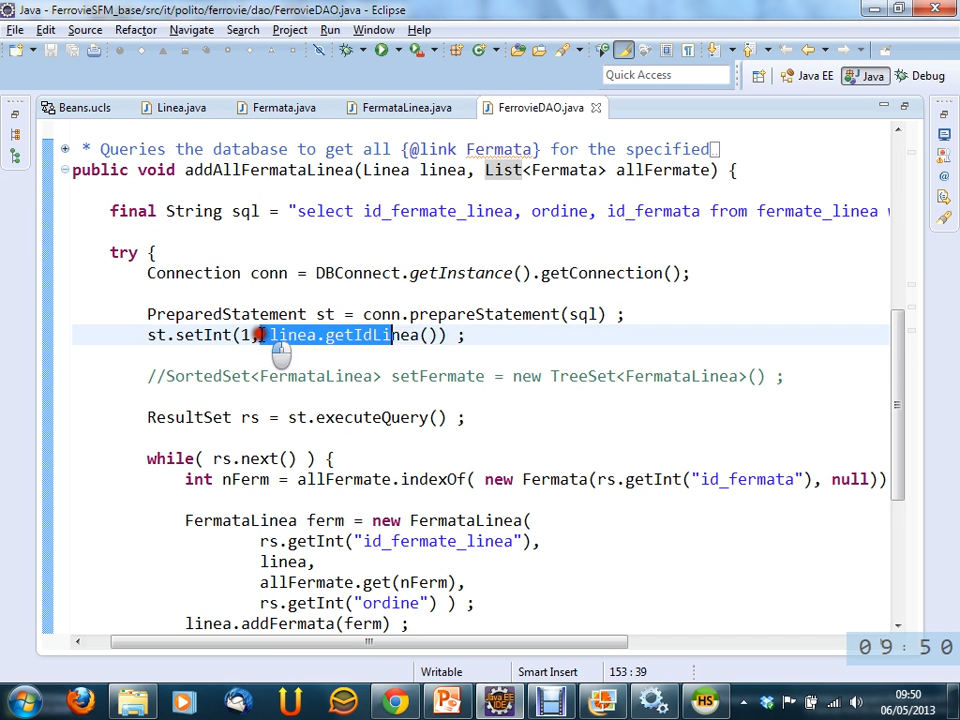 Java - FerrovieSFM_base/src/it/polito/ferrovie/dao/FerrovieDAO.java - Eclipse
File Edit Source Refactor Navigate Search Project Run Window Help
Quick Access
Java EE Java Debug
Beans.ucls Linea.java Fermata.java FermataLinea.java FerrovieDAO.java
* Queries the database to get all {@link Fermata} for the specified
public void addAllFermataLinea(Linea linea, List<Fermata> allFermate) {
final String sql = "select id_fermate_linea, ordine, id_fermata from fermate_linea
try {
Connection conn = DBConnect.getInstance().getConnection();
PreparedStatement st = conn.prepareStatement(sql) ;
st.setInt(1, linea.getIdLinea()) ;
//SortedSet<FermataLinea> setFermate = new TreeSet<FermataLinea>() ;
ResultSet rs = st.executeQuery() ;
while( rs.next() ) {
int nFerm = allFermate.indexOf( new Fermata(rs.getInt("id_fermata"), null))
FermataLinea ferm = new FermataLinea(
rs.getInt("id_fermate_linea"),
linea,
allFermate.get(nFerm),
rs.getInt("ordine") ) ;
linea.addFermata(ferm) ;
09:50
Writable Smart Insert 153 : 39
09:50
06/05/2013